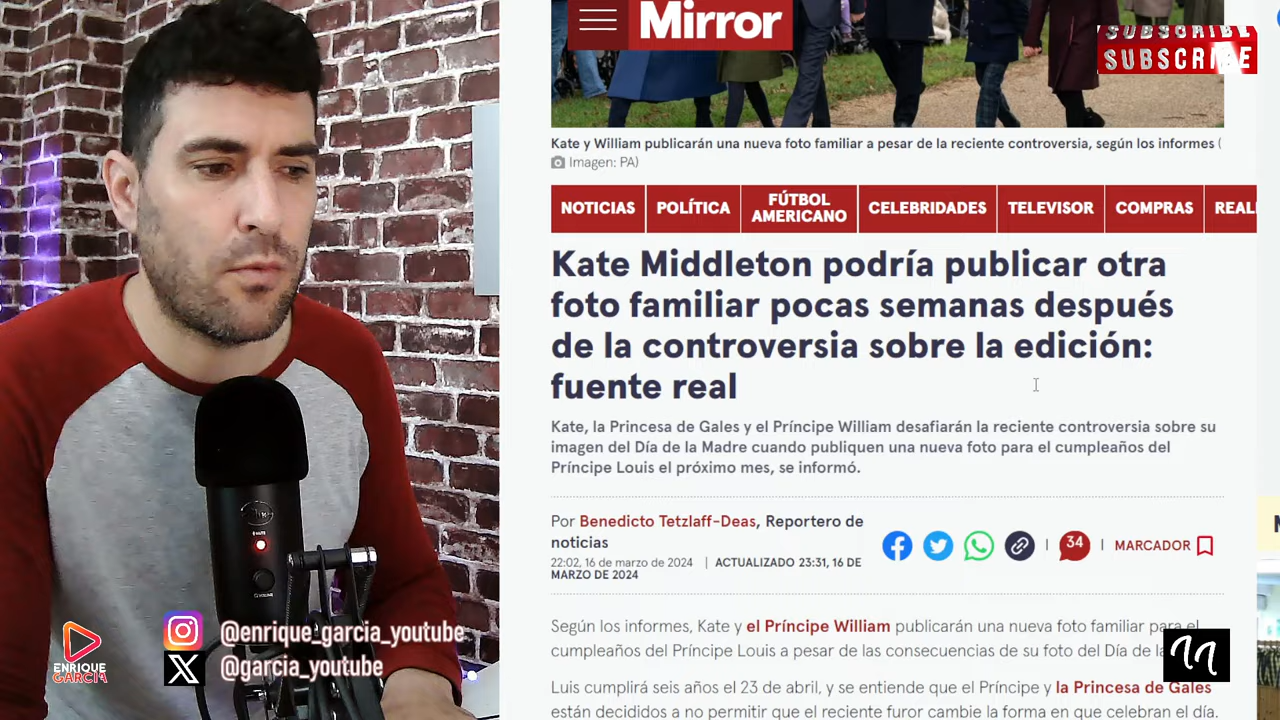 Mirror
SUBSCRIBE
SUBSCRIBE
Kate y William publicarán una nueva foto familiar a pesar de la reciente controversia, según los informes (
Imagen: PA)
NOTICIAS
POLÍTICA
FÚTBOL
AMERICANO
CELEBRIDADES
TELEVISOR
COMPRAS
REALI
Kate Middleton podría publicar otra
foto familiar pocas semanas después
de la controversia sobre la edición:
fuente real
Kate, la Princesa de Gales y el Príncipe William desafiarán la reciente controversia sobre su
imagen del Día de la Madre cuando publiquen una nueva foto para el cumpleaños del
Príncipe Louis el próximo mes, se informó.
Por Benedicto Tetzlaff-Deas, Reportero de
noticias
22:02, 16 de marzo de 2024 | ACTUALIZADO 23:31, 16 DE
MARZO DE 2024
34
MARCADOR
Según los informes, Kate y el Príncipe William publicarán una nueva foto familiar para el
cumpleaños del Príncipe Louis a pesar de las consecuencias de su foto del Día de la
Luis cumplirá seis años el 23 de abril, y se entiende que el Príncipe y la Princesa de Gales
están decididos a no permitir que el reciente furor cambie la forma en que celebran el día.
ENRIQUE
GARCIA
@enrique_garcia_youtube
@garcia_youtube